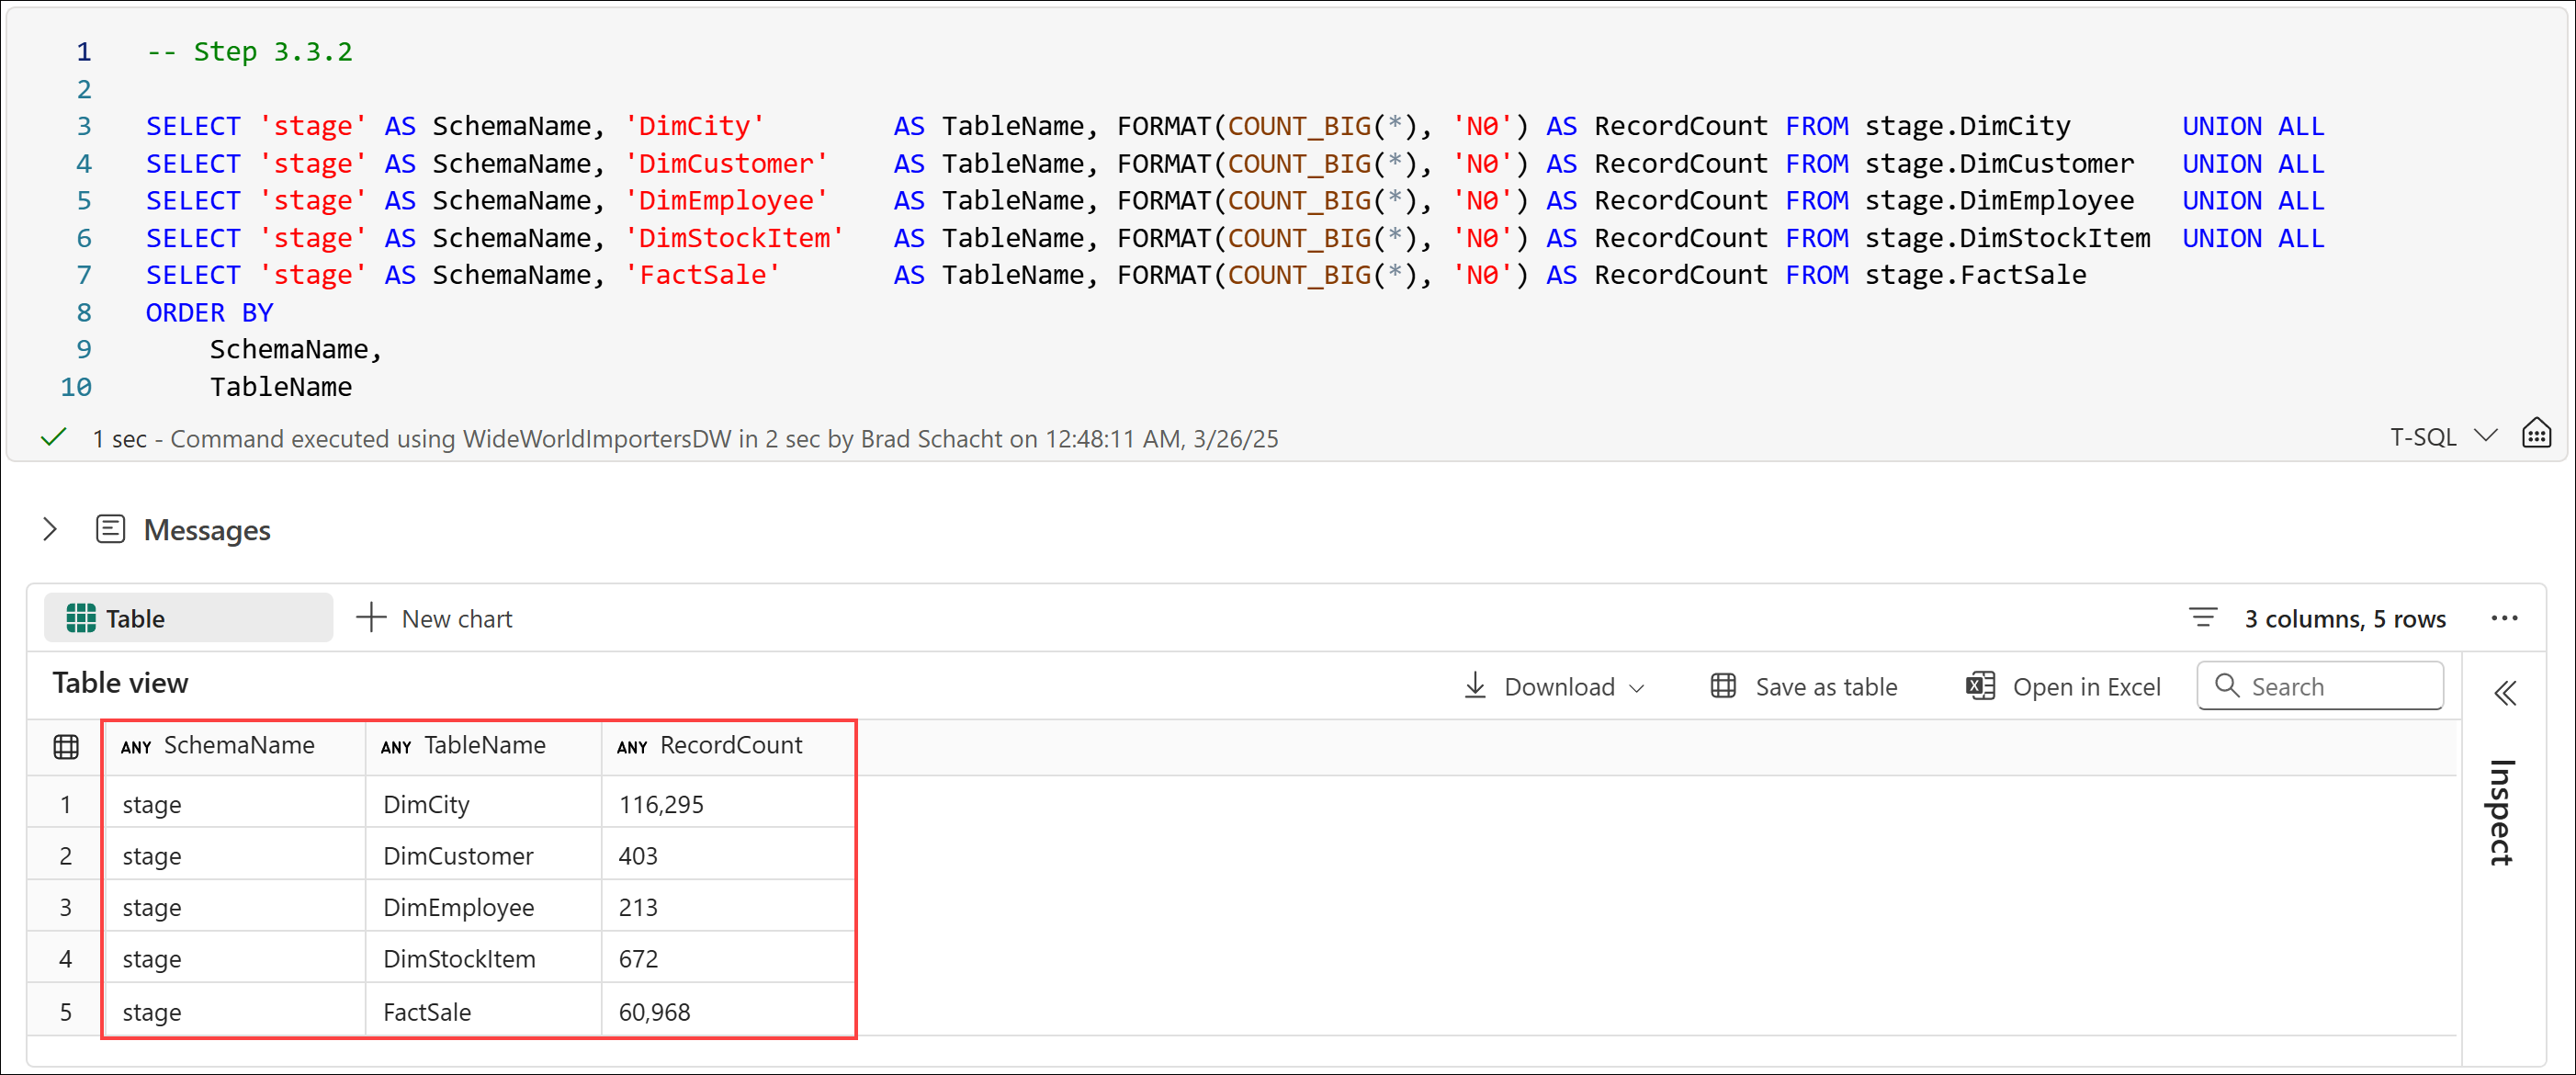 1 -- Step 3.3.2
2
3 SELECT 'stage' AS SchemaName, 'DimCity' AS TableName, FORMAT(COUNT_BIG(*), 'N0') AS RecordCount FROM stage.DimCity UNION ALL
4 SELECT 'stage' AS SchemaName, 'DimCustomer' AS TableName, FORMAT(COUNT_BIG(*), 'N0') AS RecordCount FROM stage.DimCustomer UNION ALL
5 SELECT 'stage' AS SchemaName, 'DimEmployee' AS TableName, FORMAT(COUNT_BIG(*), 'N0') AS RecordCount FROM stage.DimEmployee UNION ALL
6 SELECT 'stage' AS SchemaName, 'DimStockItem' AS TableName, FORMAT(COUNT_BIG(*), 'N0') AS RecordCount FROM stage.DimStockItem UNION ALL
7 SELECT 'stage' AS SchemaName, 'FactSale' AS TableName, FORMAT(COUNT_BIG(*), 'N0') AS RecordCount FROM stage.FactSale
8 ORDER BY
9 SchemaName,
10 TableName
1 sec - Command executed using WideWorldImportersDW in 2 sec by Brad Schacht on 12:48:11 AM, 3/26/25 T-SQL
Messages
Table New chart 3 columns, 5 rows
Table view Download Save as table Open in Excel Search
ANY SchemaName ANY TableName ANY RecordCount
1 stage DimCity 116,295
2 stage DimCustomer 403
3 stage DimEmployee 213
4 stage DimStockItem 672
5 stage FactSale 60,968
Inspect